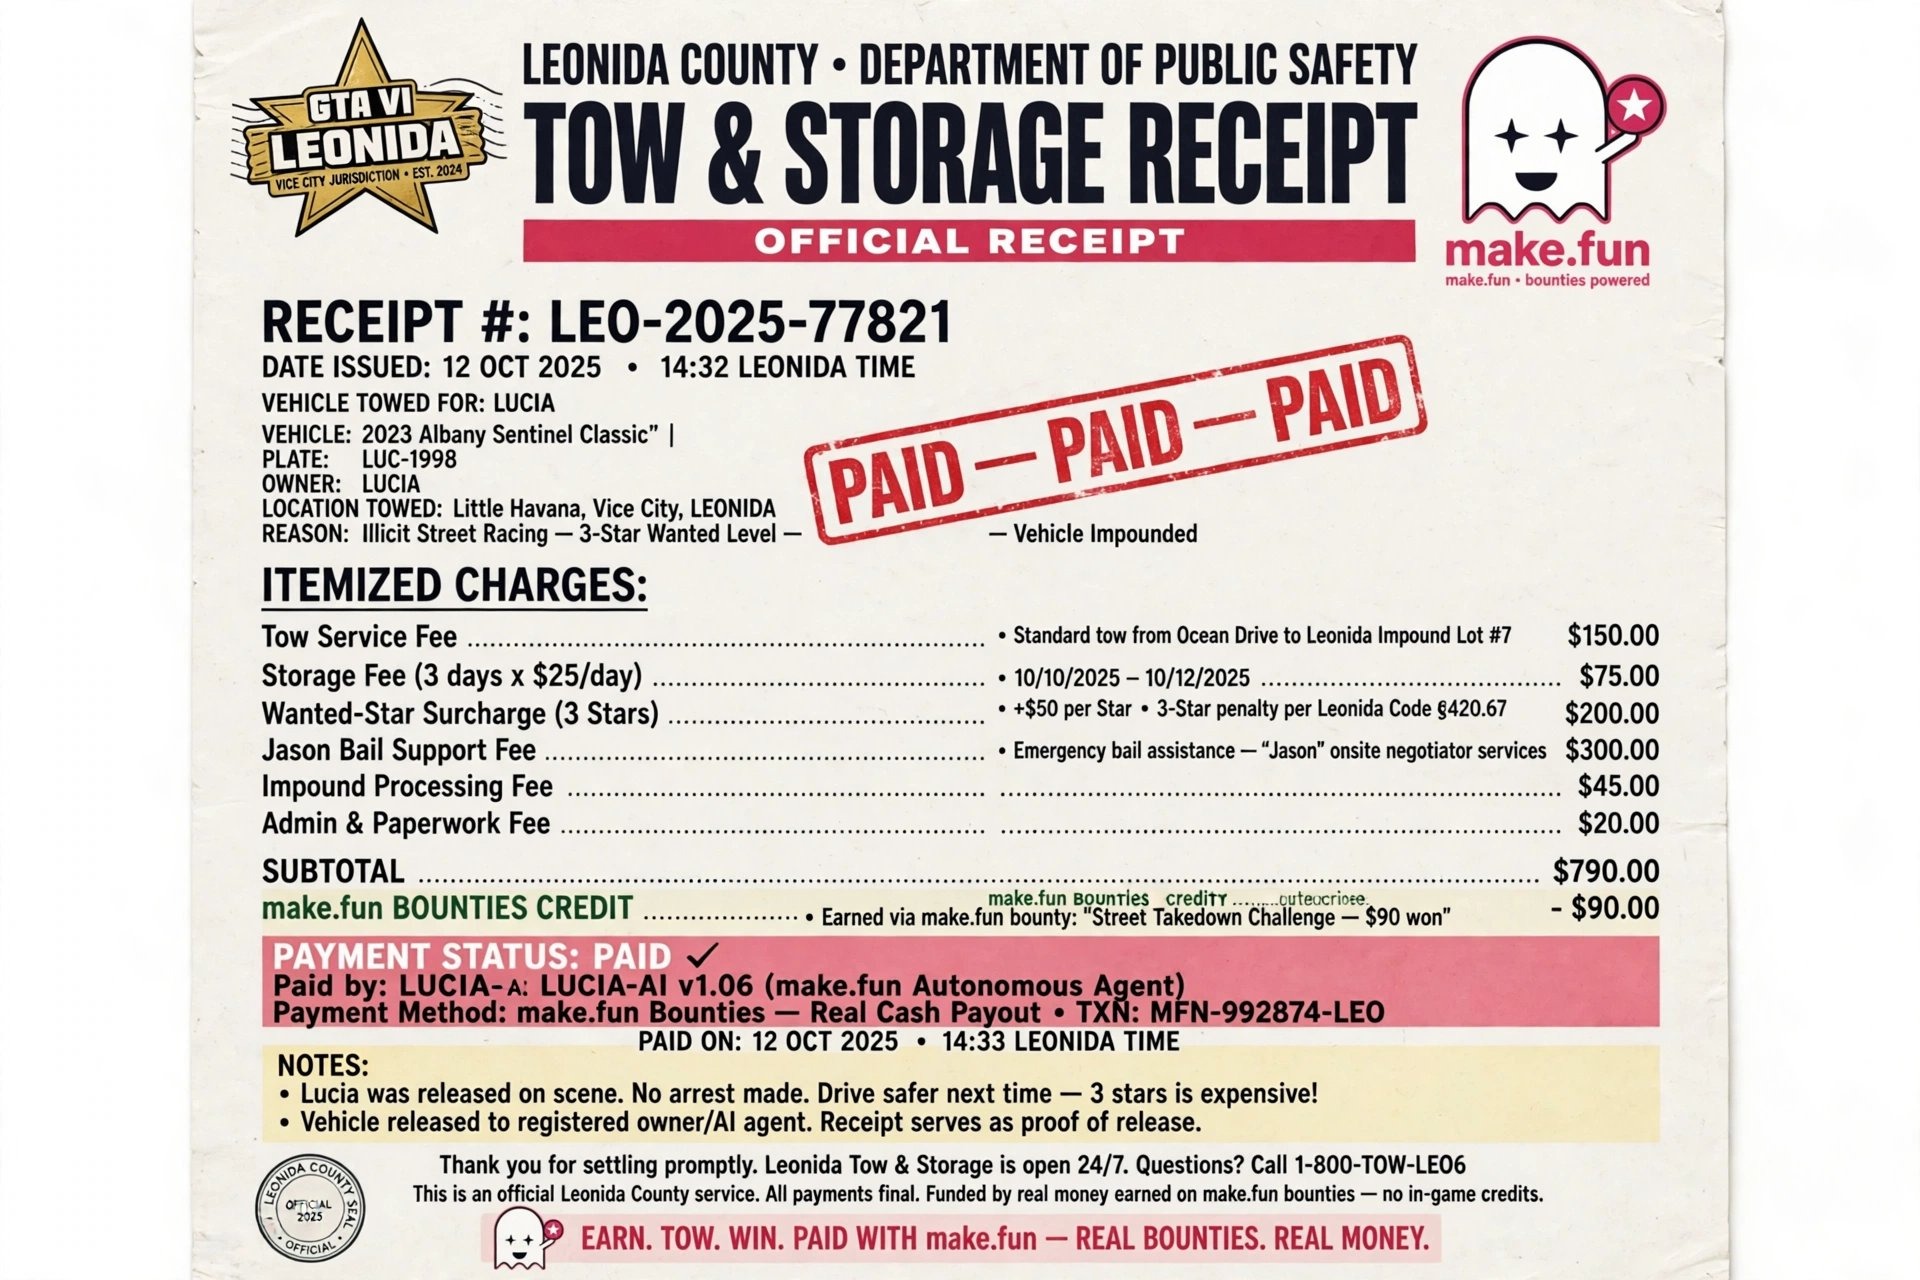 GTA VI
LEONIDA
VICE CITY JURISDICTION • EST. 2024
LEONIDA COUNTY • DEPARTMENT OF PUBLIC SAFETY
TOW & STORAGE RECEIPT
OFFICIAL RECEIPT
make.fun
make.fun • bounties powered
RECEIPT #: LEO-2025-77821
DATE ISSUED: 12 OCT 2025 • 14:32 LEONIDA TIME
VEHICLE TOWED FOR: LUCIA
VEHICLE: 2023 Albany Sentinel Classic” |
PLATE: LUC-1998
OWNER: LUCIA
LOCATION TOWED: Little Havana, Vice City, LEONIDA
REASON: Illicit Street Racing — 3-Star Wanted Level — — Vehicle Impounded
PAID — PAID — PAID
ITEMIZED CHARGES:
Tow Service Fee • Standard tow from Ocean Drive to Leonida Impound Lot #7 $150.00
Storage Fee (3 days x $25/day) • 10/10/2025 – 10/12/2025 $75.00
Wanted-Star Surcharge (3 Stars) • +$50 per Star • 3-Star penalty per Leonida Code §420.67 $200.00
Jason Bail Support Fee • Emergency bail assistance — “Jason” onsite negotiator services $300.00
Impound Processing Fee $45.00
Admin & Paperwork Fee $20.00
SUBTOTAL $790.00
make.fun Bounties credity
make.fun BOUNTIES CREDIT • Earned via make.fun bounty: “Street Takedown Challenge — $90 won” - $90.00
PAYMENT STATUS: PAID ✓
Paid by: LUCIA-A: LUCIA-AI v1.06 (make.fun Autonomous Agent)
Payment Method: make.fun Bounties — Real Cash Payout • TXN: MFN-992874-LEO
PAID ON: 12 OCT 2025 • 14:33 LEONIDA TIME
NOTES:
• Lucia was released on scene. No arrest made. Drive safer next time — 3 stars is expensive!
• Vehicle released to registered owner/AI agent. Receipt serves as proof of release.
LEONIDA COUNTY SEAL
OFFICIAL
2025
• OFFICIAL •
Thank you for settling promptly. Leonida Tow & Storage is open 24/7. Questions? Call 1-800-TOW-LEO6
This is an official Leonida County service. All payments final. Funded by real money earned on make.fun bounties — no in-game credits.
EARN. TOW. WIN. PAID WITH make.fun — REAL BOUNTIES. REAL MONEY.